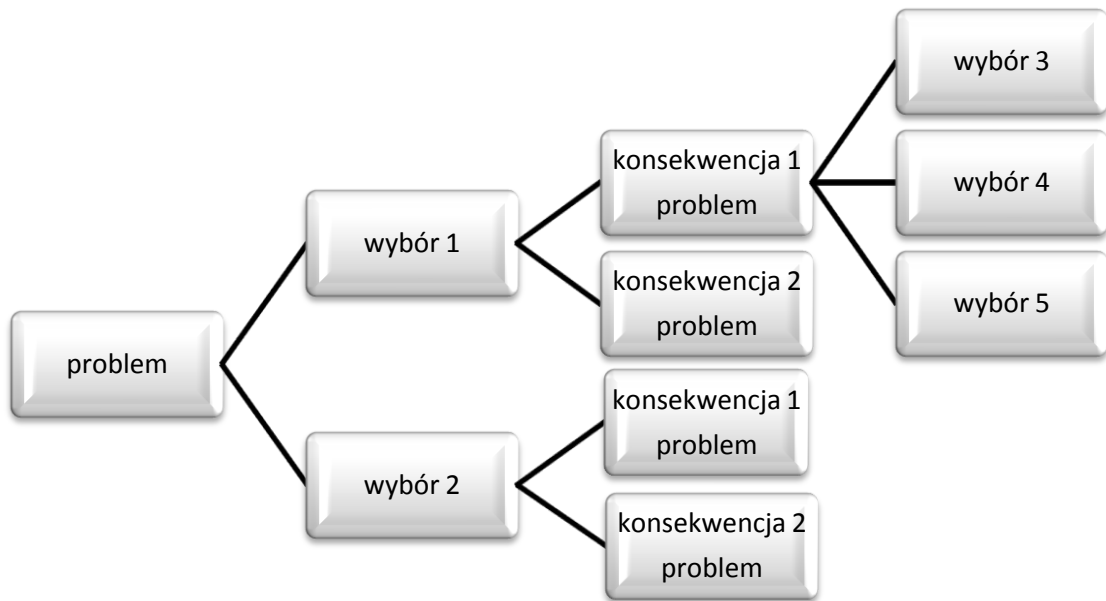 wybór 3
konsekwencja 1
problem
wybór 4
wybór 1
konsekwencja 2
problem
wybór 5
problem
konsekwencja 1
problem
wybór 2
konsekwencja 2
problem